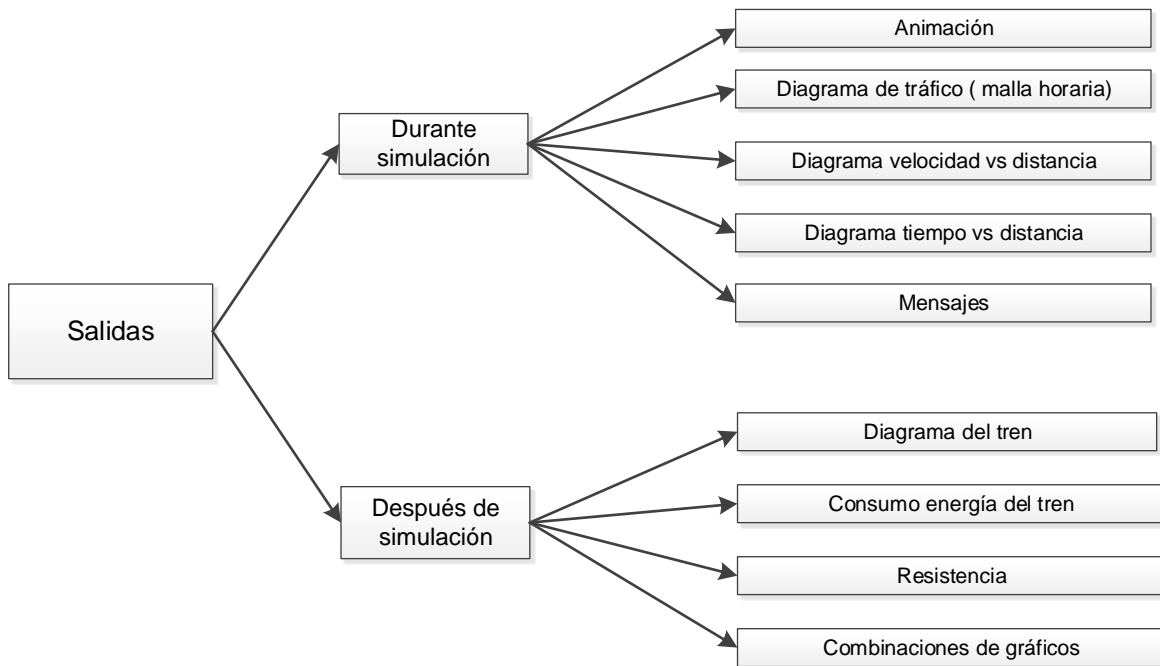 Salidas
Durante
simulación
Animación
Diagrama de tráfico ( malla horaria)
Diagrama velocidad vs distancia
Diagrama tiempo vs distancia
Mensajes
Después de
simulación
Diagrama del tren
Consumo energía del tren
Resistencia
Combinaciones de gráficos